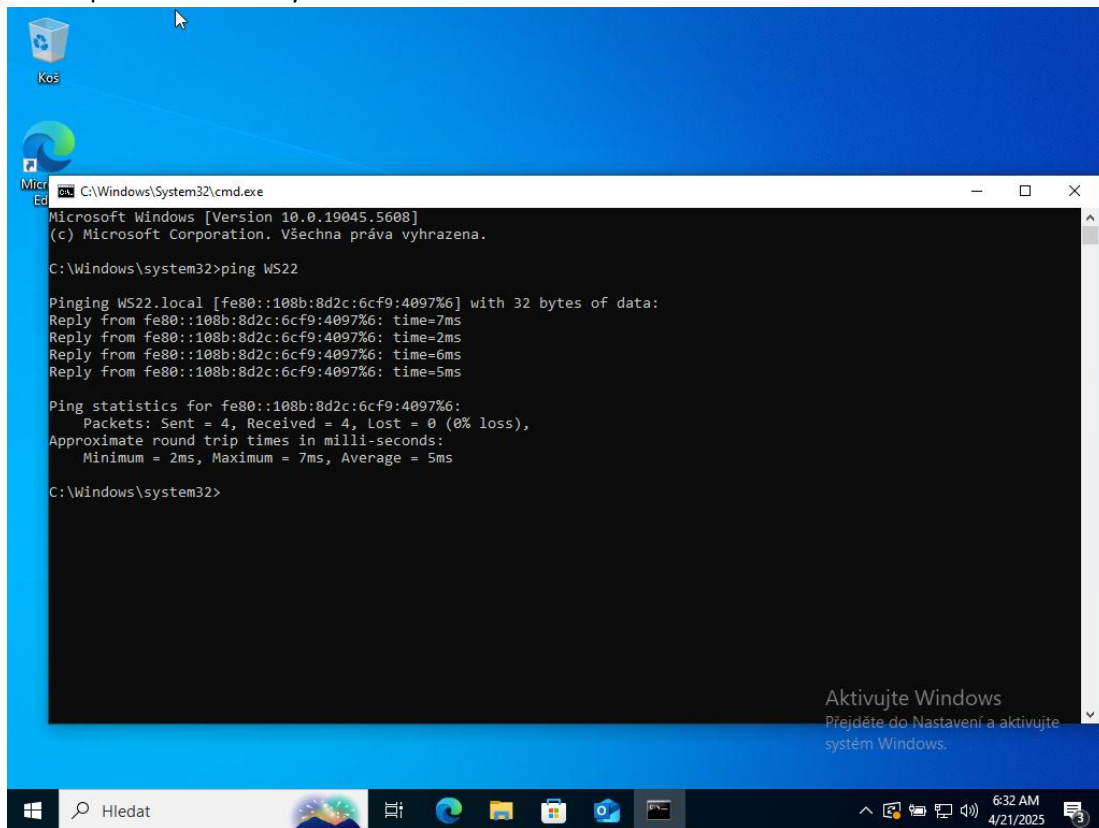 Koš
C:\Windows\System32\cmd.exe
Microsoft Windows [Version 10.0.19045.5608]
(c) Microsoft Corporation. Všechna práva vyhrazena.
C:\Windows\system32>ping WS22
Pinging WS22.local [fe80::108b:8d2c:6cf9:4097%6] with 32 bytes of data:
Reply from fe80::108b:8d2c:6cf9:4097%6: time=7ms
Reply from fe80::108b:8d2c:6cf9:4097%6: time=2ms
Reply from fe80::108b:8d2c:6cf9:4097%6: time=6ms
Reply from fe80::108b:8d2c:6cf9:4097%6: time=5ms
Ping statistics for fe80::108b:8d2c:6cf9:4097%6:
Packets: Sent = 4, Received = 4, Lost = 0 (0% loss),
Approximate round trip times in milli-seconds:
Minimum = 2ms, Maximum = 7ms, Average = 5ms
C:\Windows\system32>
Aktivujte Windows
Přejděte do Nastavení a aktivujte
systém Windows.
Hledat
6:32 AM
4/21/2025
3